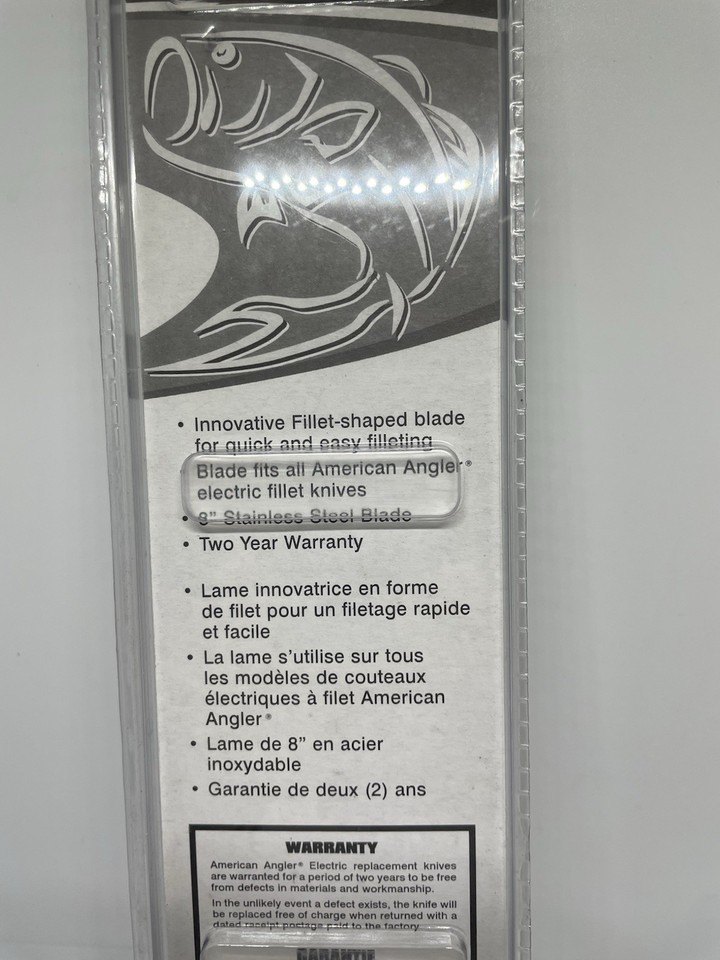 • Innovative Fillet-shaped blade
for quick and easy filleting
Blade fits all American Angler®
electric fillet knives
• 8” Stainless Steel Blade
• Two Year Warranty
• Lame innovatrice en forme
de filet pour un filetage rapide
et facile
• La lame s’utilise sur tous
les modèles de couteaux
électriques à filet American
Angler®
• Lame de 8” en acier
inoxydable
• Garantie de deux (2) ans
WARRANTY
American Angler® Electric replacement knives
are warranted for a period of two years to be free
from defects in materials and workmanship.
In the unlikely event a defect exists, the knife will
be replaced free of charge when returned with a
dated receipt postage paid to the factory
GARANTIE